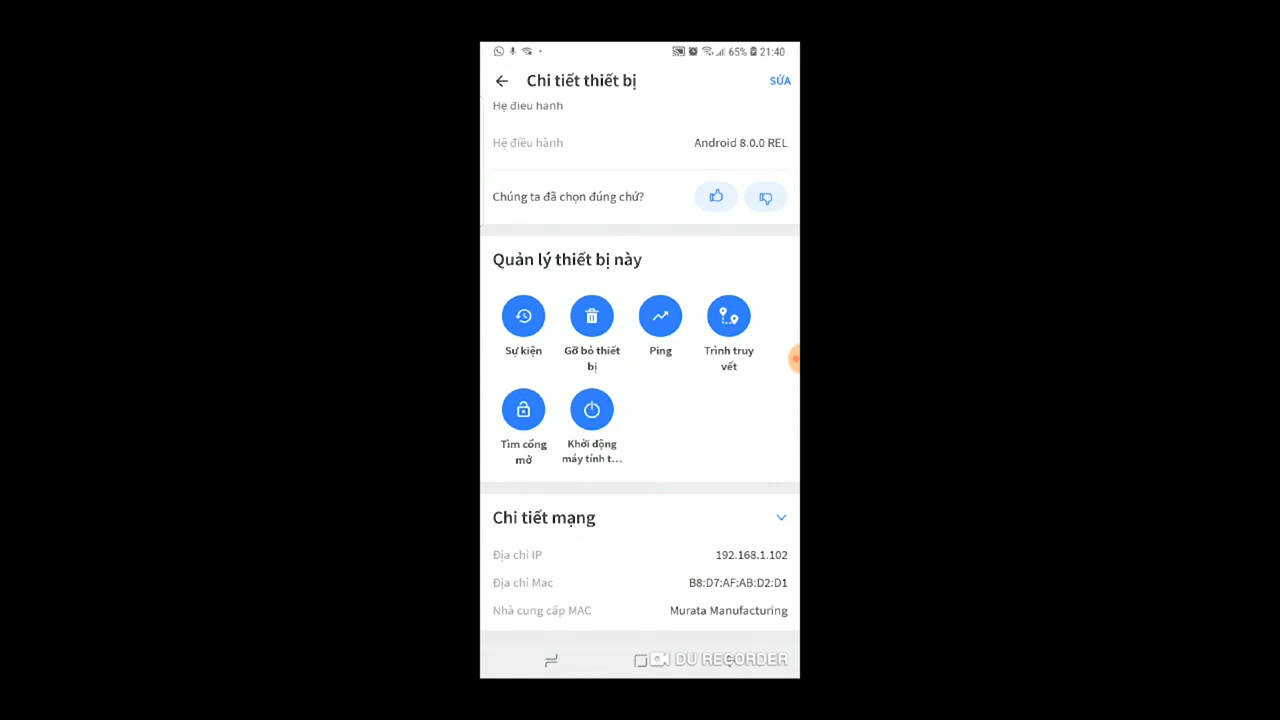 65% 21:40
Chi tiết thiết bị
SỬA
Hệ điều hành
Hệ điều hành
Android 8.0.0 REL
Chúng ta đã chọn đúng chứ?
Quản lý thiết bị này
Sự kiện
Gỡ bỏ thiết
bị
Ping
Trình truy
vết
Tìm cổng
mở
Khởi động
máy tính t...
Chi tiết mạng
Địa chỉ IP
192.168.1.102
Địa chỉ Mac
B8:D7:AF:AB:D2:D1
Nhà cung cấp MAC
Murata Manufacturing
DU RECORDER